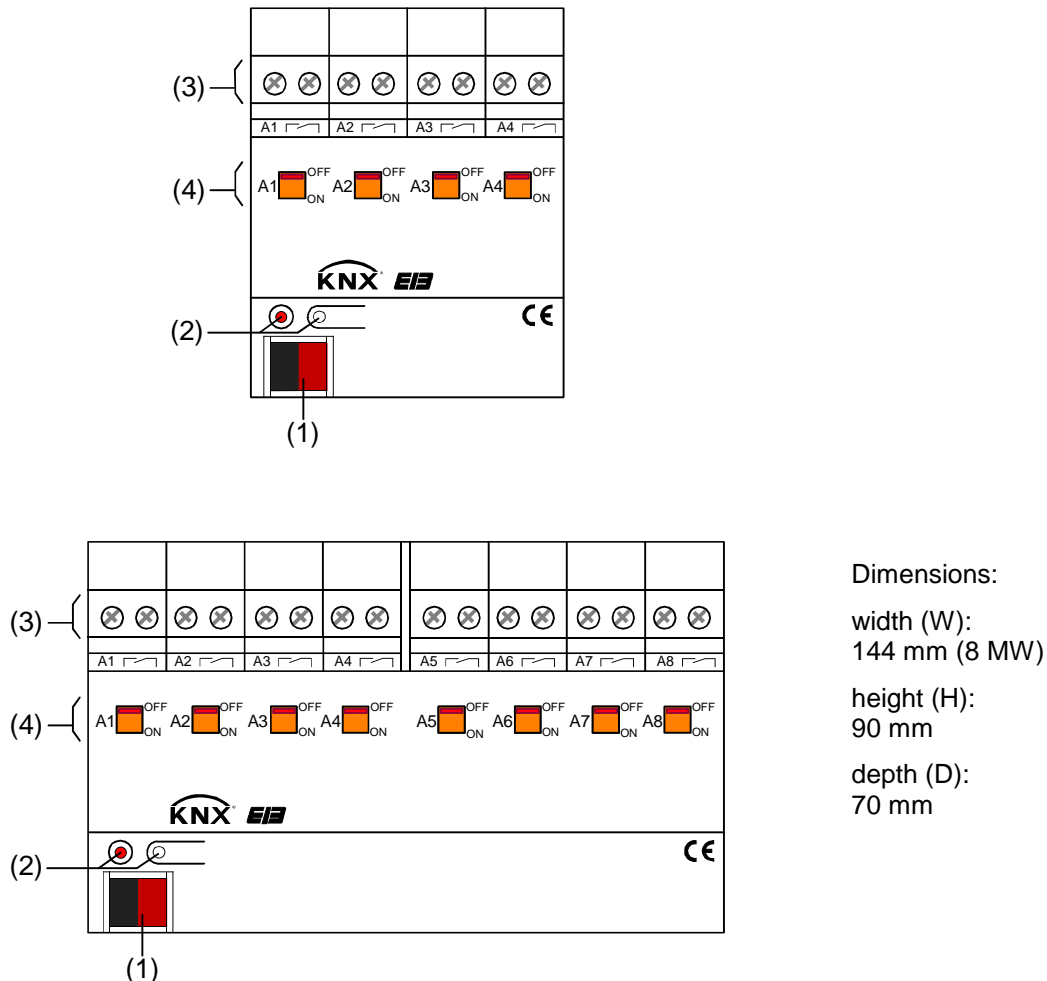 (3)
A1 A2 A3 A4
(4)
A1 OFF ON A2 OFF ON A3 OFF ON A4 OFF ON
KNX EIB
(2)
CE
(1)
(3)
A1 A2 A3 A4 A5 A6 A7 A8
(4)
A1 OFF ON A2 OFF ON A3 OFF ON A4 OFF ON A5 OFF ON A6 OFF ON A7 OFF ON A8 OFF ON
KNX EIB
(2)
CE
(1)
Dimensions:
width (W):
144 mm (8 MW)
height (H):
90 mm
depth (D):
70 mm